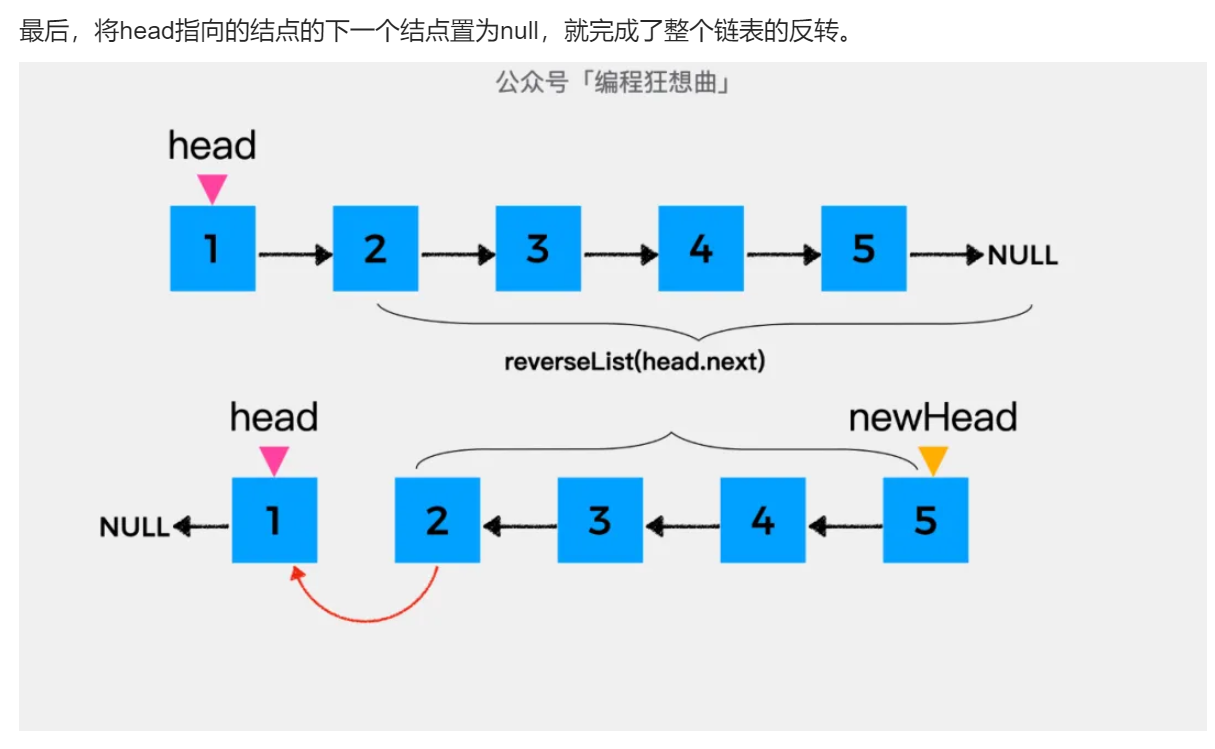 最后，将head指向的结点的下一个结点置为null，就完成了整个链表的反转。
公众号「编程狂想曲」
head
1 2 3 4 5 NULL
reverseList(head.next)
head newHead
NULL 1 2 3 4 5